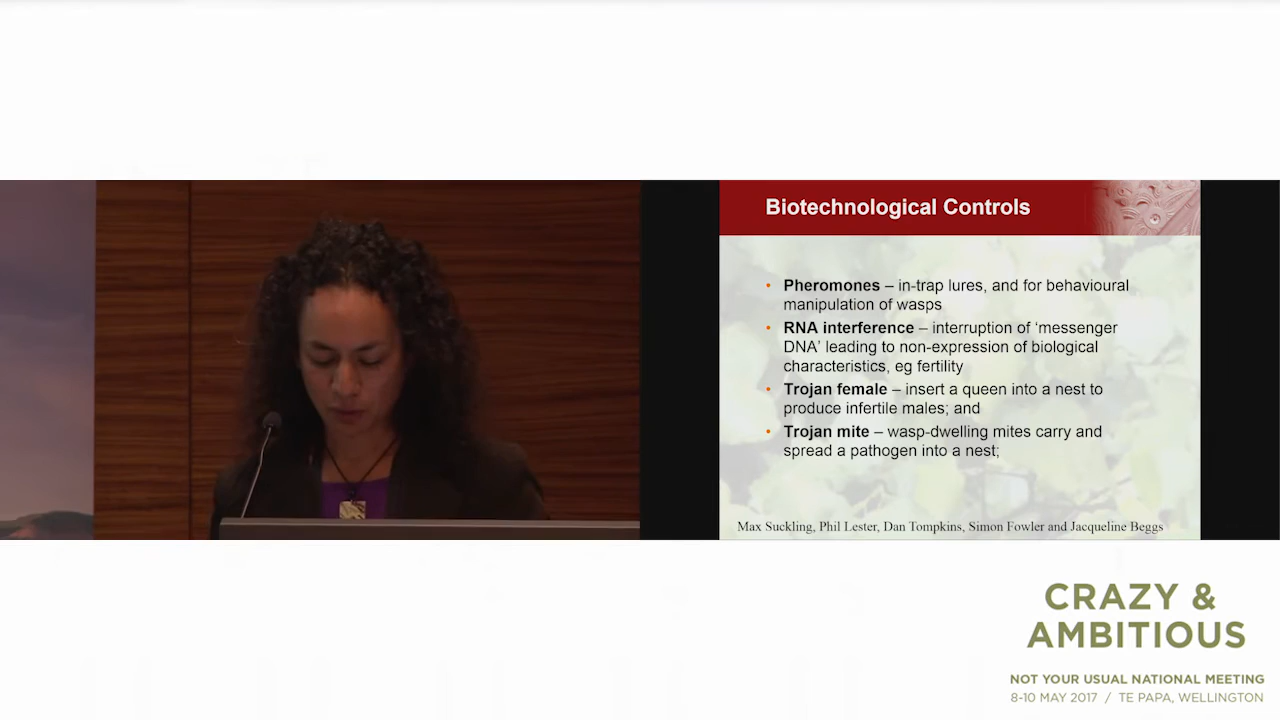 Biotechnological Controls
• Pheromones – in-trap lures, and for behavioural
manipulation of wasps
• RNA interference – interruption of ‘messenger
DNA’ leading to non-expression of biological
characteristics, eg fertility
• Trojan female – insert a queen into a nest to
produce infertile males; and
• Trojan mite – wasp-dwelling mites carry and
spread a pathogen into a nest;
Max Suckling, Phil Lester, Dan Tompkins, Simon Fowler and Jacqueline Beggs
CRAZY &
AMBITIOUS
NOT YOUR USUAL NATIONAL MEETING
8-10 MAY 2017 / TE PAPA, WELLINGTON